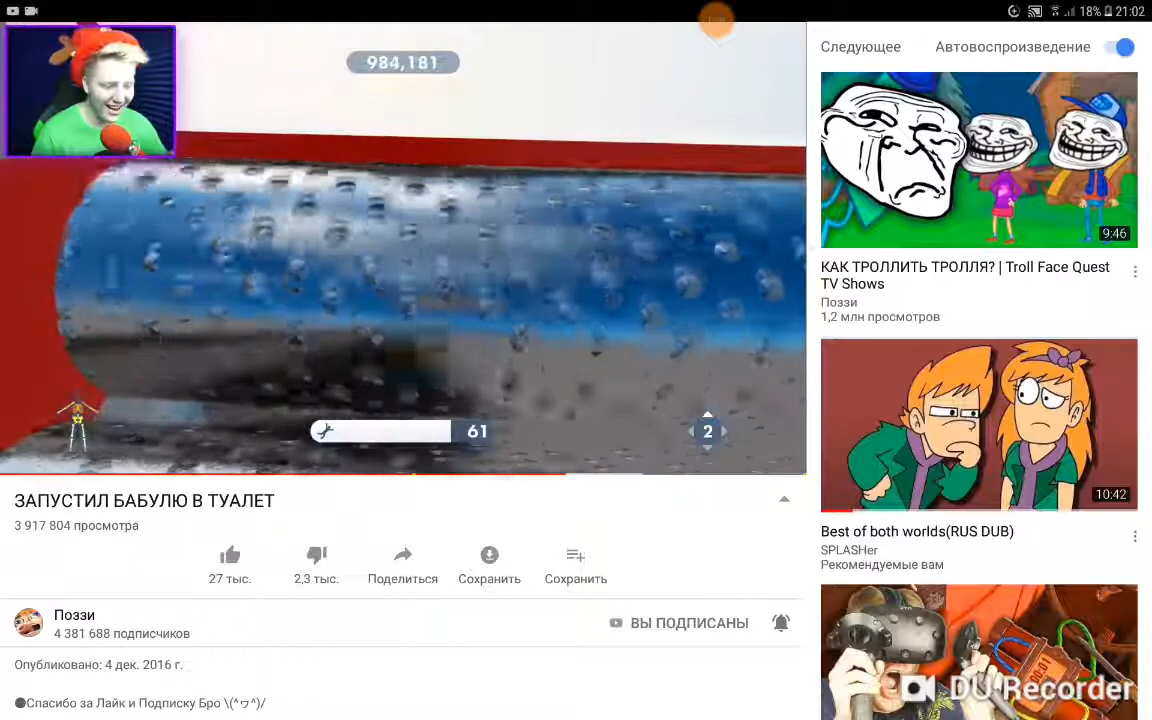 18% 21:02
984,181
61
2
ЗАПУСТИЛ БАБУЛЮ В ТУАЛЕТ
3 917 804 просмотра
27 тыс.
2,3 тыс.
Поделиться
Сохранить
Сохранить
Поззи
4 381 688 подписчиков
ВЫ ПОДПИСАНЫ
Опубликовано: 4 дек. 2016 г.
●Спасибо за Лайк и Подписку Бро \(^ヮ^)/
Следующее
Автовоспроизведение
9:46
КАК ТРОЛЛИТЬ ТРОЛЛЯ? | Troll Face Quest
TV Shows
Поззи
1,2 млн просмотров
10:42
Best of both worlds(RUS DUB)
SPLASHer
Рекомендуемые вам
00:01
DU Recorder